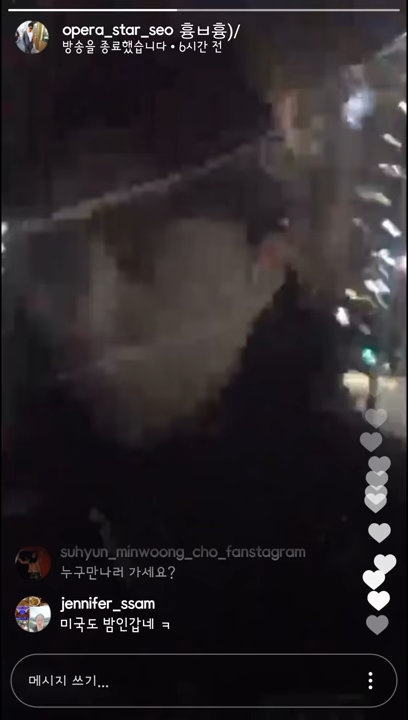 opera_star_seo 흉ㅂ흉)/
방송을 종료했습니다 • 6시간 전
suhyun_minwoong_cho_fanstagram
누구만나러 가세요?
jennifer_ssam
미국도 밤인갑네 ㅋ
메시지 쓰기...